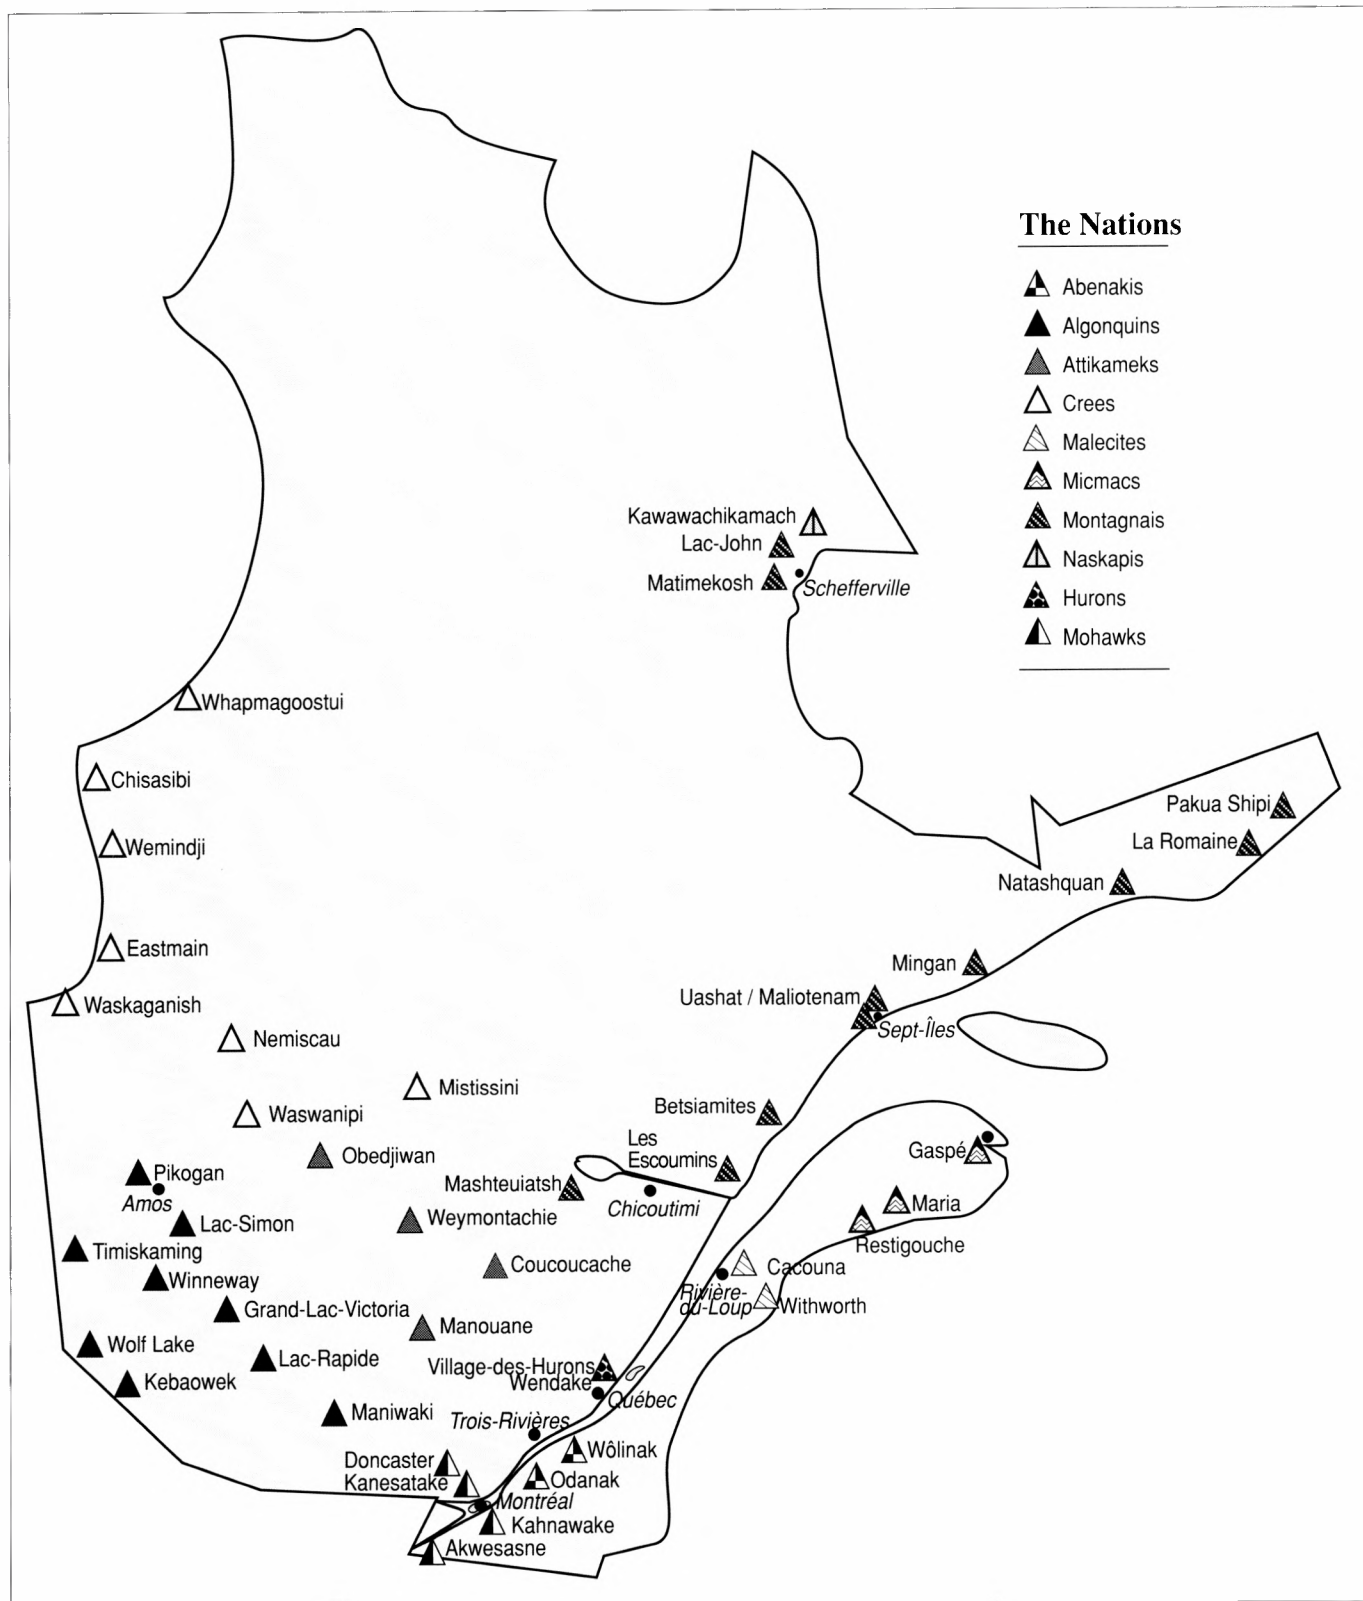 The Nations
Abenakis
Algonquins
Attikameks
Crees
Malecites
Micmacs
Montagnais
Naskapis
Hurons
Mohawks
Kawawachikamach
Lac-John
Matimekosh
Schefferville
Whapmagoostui
Chisasibi
Wemindji
Eastmain
Waskaganish
Nemiscau
Mistissini
Waswanipi
Pakua Shipi
La Romaine
Natashquan
Mingan
Uashat / Maliotenam
Sept-Îles
Betsiamites
Les
Escoumins
Mashteuiatsh
Chicoutimi
Obedjiwan
Pikogan
Amos
Lac-Simon
Weymontachie
Timiskaming
Winneway
Coucoucache
Grand-Lac-Victoria
Manouane
Wolf Lake
Lac-Rapide
Kebaowek
Maniwaki
Gaspé
Maria
Restigouche
Cacouna
Rivière-
du-Loup
Withworth
Village-des-Hurons
Wendake
Québec
Trois-Rivières
Wôlinak
Doncaster
Kanesatake
Odanak
Montréal
Kahnawake
Akwesasne